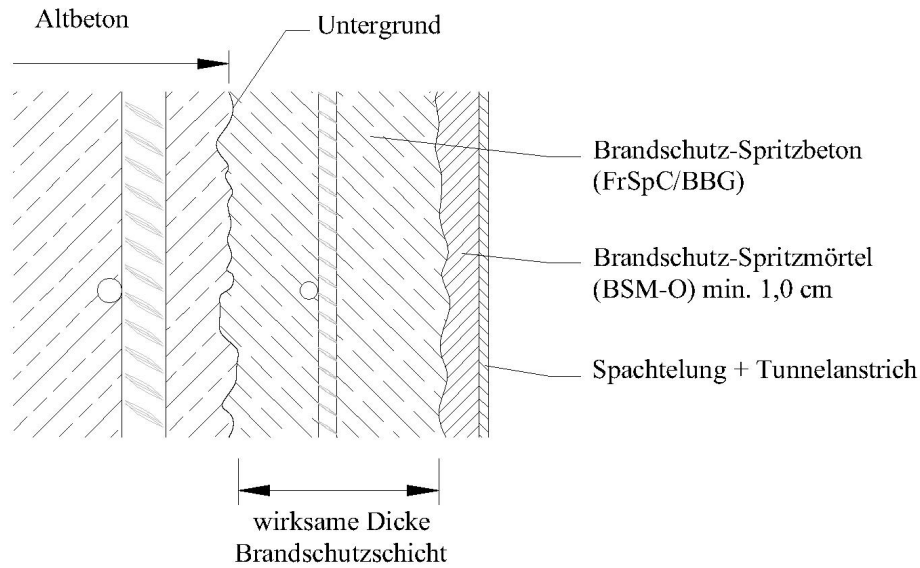 Altbeton
Untergrund
Brandschutz-Spritzbeton
(FrSpC/BBG)
Brandschutz-Spritzmörtel
(BSM-O) min. 1,0 cm
Spachtelung + Tunnelanstrich
wirksame Dicke
Brandschutzschicht